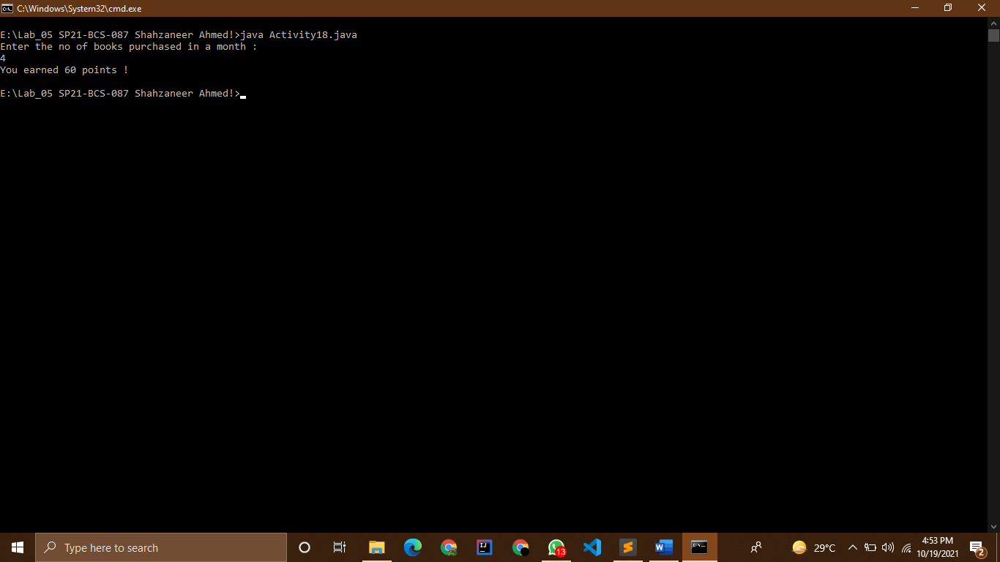 C:\Windows\System32\cmd.exe
E:\Lab_05 SP21-BCS-087 Shahzaneer Ahmed!>java Activity18.java
Enter the no of books purchased in a month :
4
You earned 60 points !
E:\Lab_05 SP21-BCS-087 Shahzaneer Ahmed!>
Type here to search
13
29°C
4:53 PM
10/19/2021
2